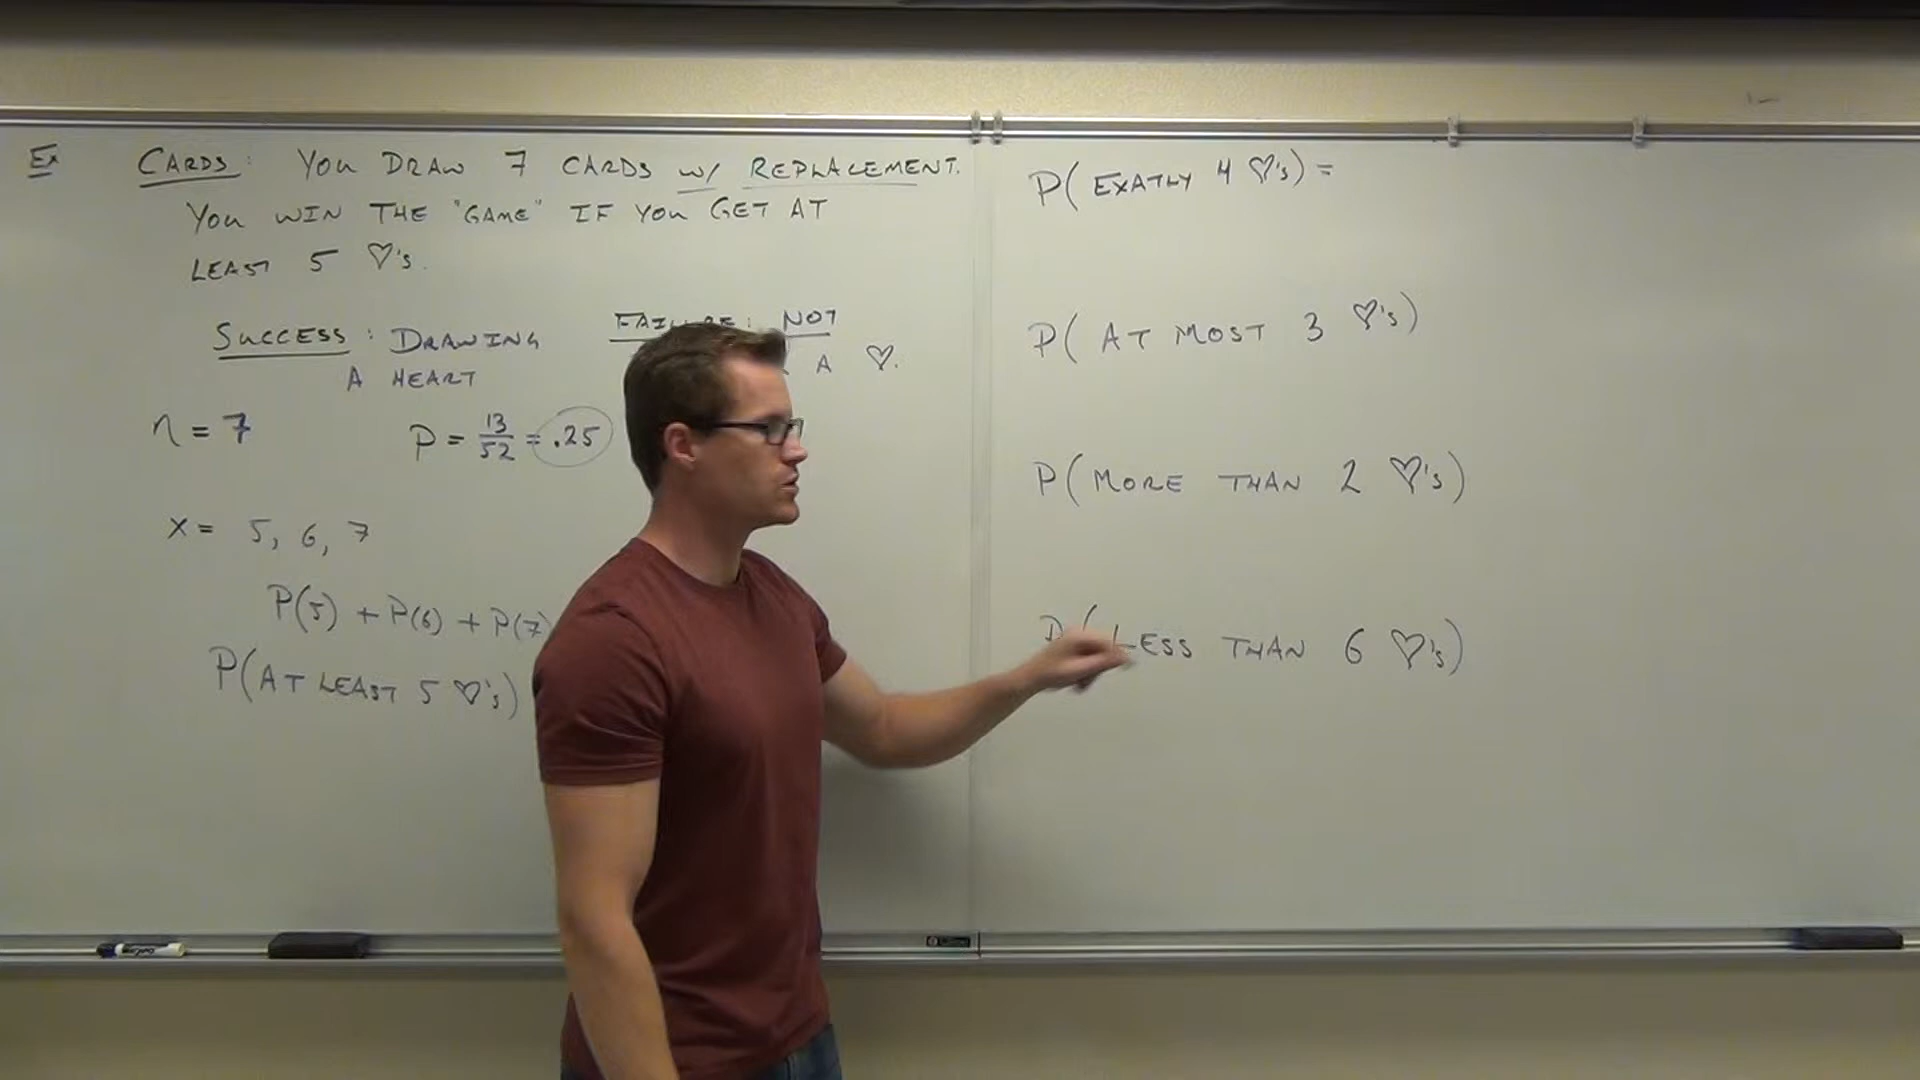 Ex CARDS: YOU DRAW 7 CARDS W/ REPLACEMENT.
YOU WIN THE "GAME" IF YOU GET AT
LEAST 5 ♡'s.
SUCCESS: DRAWING
A HEART
FAILURE: NOT
A ♡.
n = 7
P = 13/52 = .25
x = 5, 6, 7
P(5) + P(6) + P(7)
P(AT LEAST 5 ♡'s)
P(EXATLY 4 ♡'s) =
P(AT MOST 3 ♡'s)
P(MORE THAN 2 ♡'s)
P(LESS THAN 6 ♡'s)